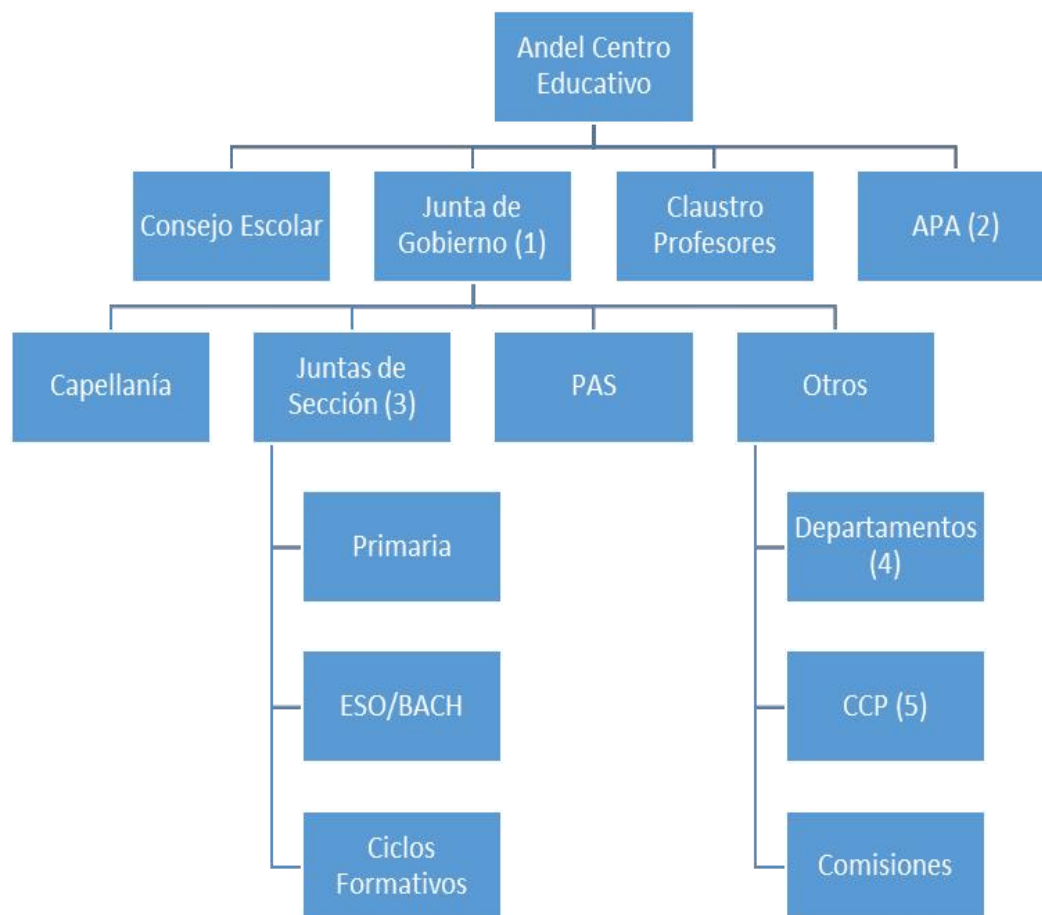 Andel Centro
Educativo
Consejo Escolar
Junta de
Gobierno (1)
Claustro
Profesores
APA (2)
Capellanía
Juntas de
Sección (3)
PAS
Otros
Primaria
Departamentos
(4)
ESO/BACH
CCP (5)
Ciclos
Formativos
Comisiones